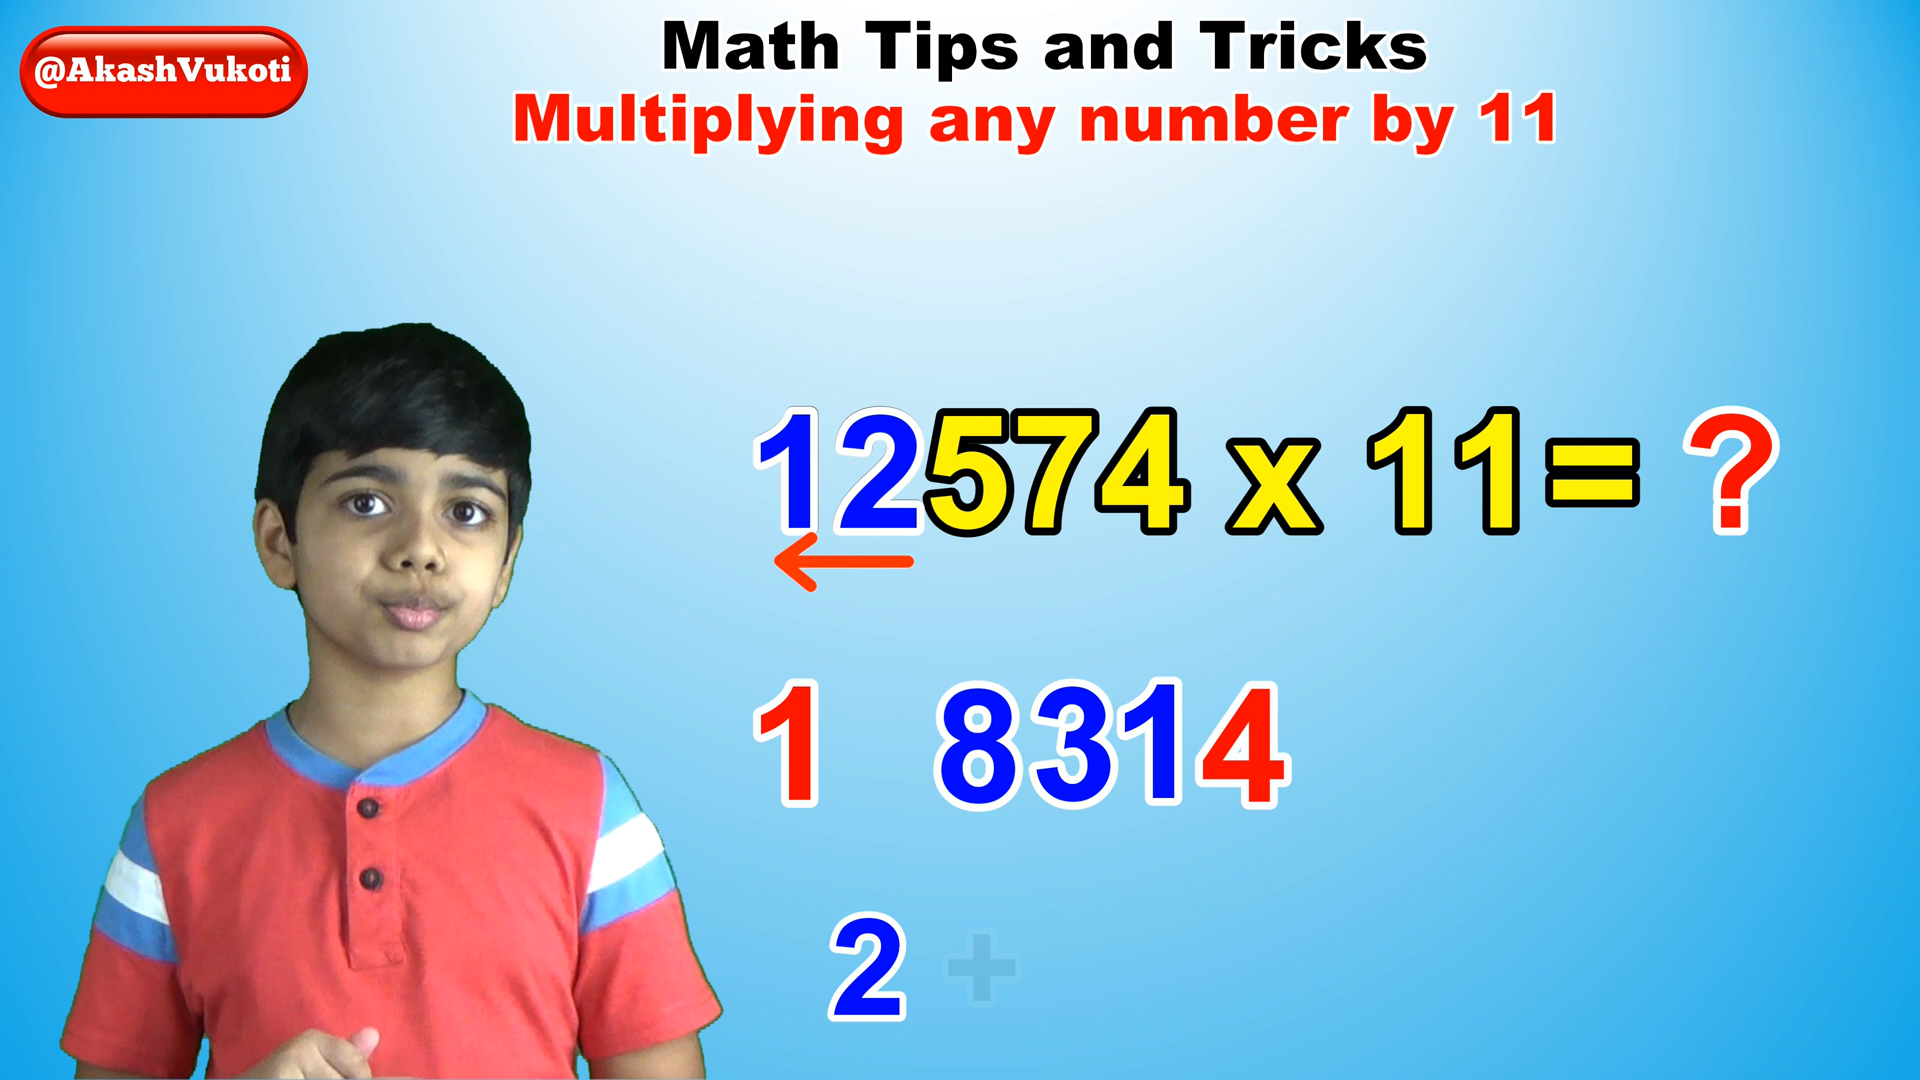 @AkashVukoti
Math Tips and Tricks
Multiplying any number by 11
12574 x 11= ?
1 8314
2 +